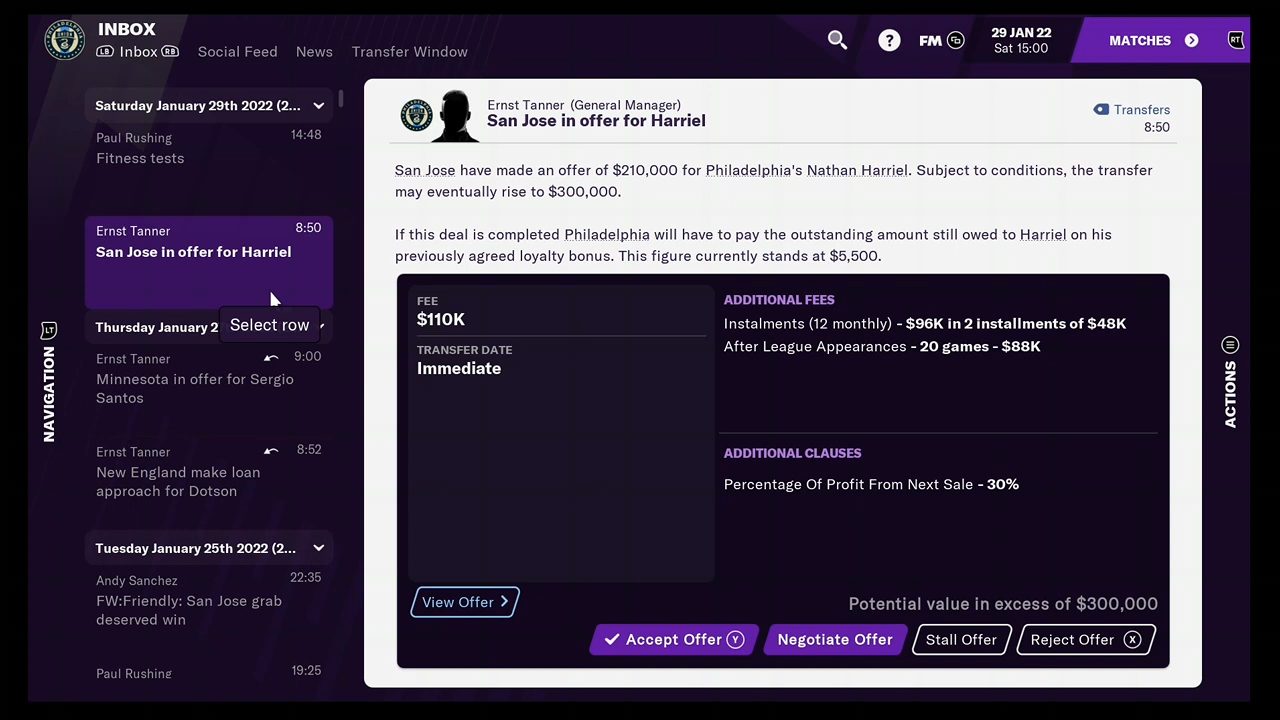 INBOX
LB Inbox RB
Social Feed
News
Transfer Window
?
FM
29 JAN 22
Sat 15:00
MATCHES
RT
LT
NAVIGATION
Saturday January 29th 2022 (2...
Paul Rushing 14:48
Fitness tests
Ernst Tanner 8:50
San Jose in offer for Harriel
Select row
Thursday January 2
Ernst Tanner 9:00
Minnesota in offer for Sergio
Santos
Ernst Tanner 8:52
New England make loan
approach for Dotson
Tuesday January 25th 2022 (2...
Andy Sanchez 22:35
FW:Friendly: San Jose grab
deserved win
Paul Rushing 19:25
Ernst Tanner (General Manager)
San Jose in offer for Harriel
Transfers
8:50
San Jose have made an offer of $210,000 for Philadelphia's Nathan Harriel. Subject to conditions, the transfer
may eventually rise to $300,000.
If this deal is completed Philadelphia will have to pay the outstanding amount still owed to Harriel on his
previously agreed loyalty bonus. This figure currently stands at $5,500.
FEE
$110K
TRANSFER DATE
Immediate
ADDITIONAL FEES
Instalments (12 monthly) - $96K in 2 installments of $48K
After League Appearances - 20 games - $88K
ADDITIONAL CLAUSES
Percentage Of Profit From Next Sale - 30%
View Offer
Potential value in excess of $300,000
Accept Offer Y
Negotiate Offer
Stall Offer
Reject Offer X
ACTIONS